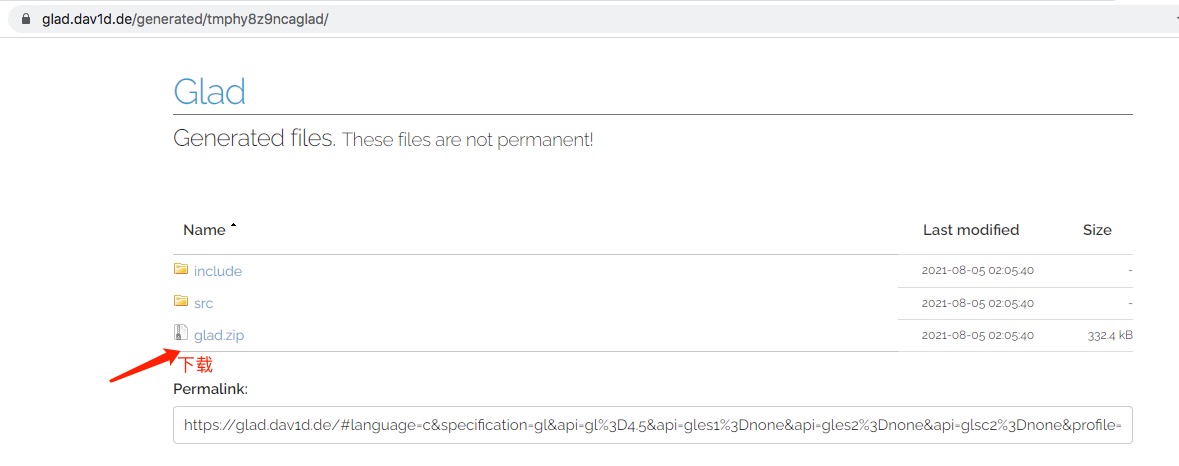 glad.dav1d.de/generated/tmphy8z9ncaglad/
Glad
Generated files. These files are not permanent!
Name Last modified Size
include 2021-08-05 02:05:40 -
src 2021-08-05 02:05:40 -
glad.zip 2021-08-05 02:05:40 332.4 kB
下载
Permalink:
https://glad.dav1d.de/#language=c&specification=gl&api=gl%3D4.5&api=gles1%3Dnone&api=gles2%3Dnone&api=glsc2%3Dnone&profile=